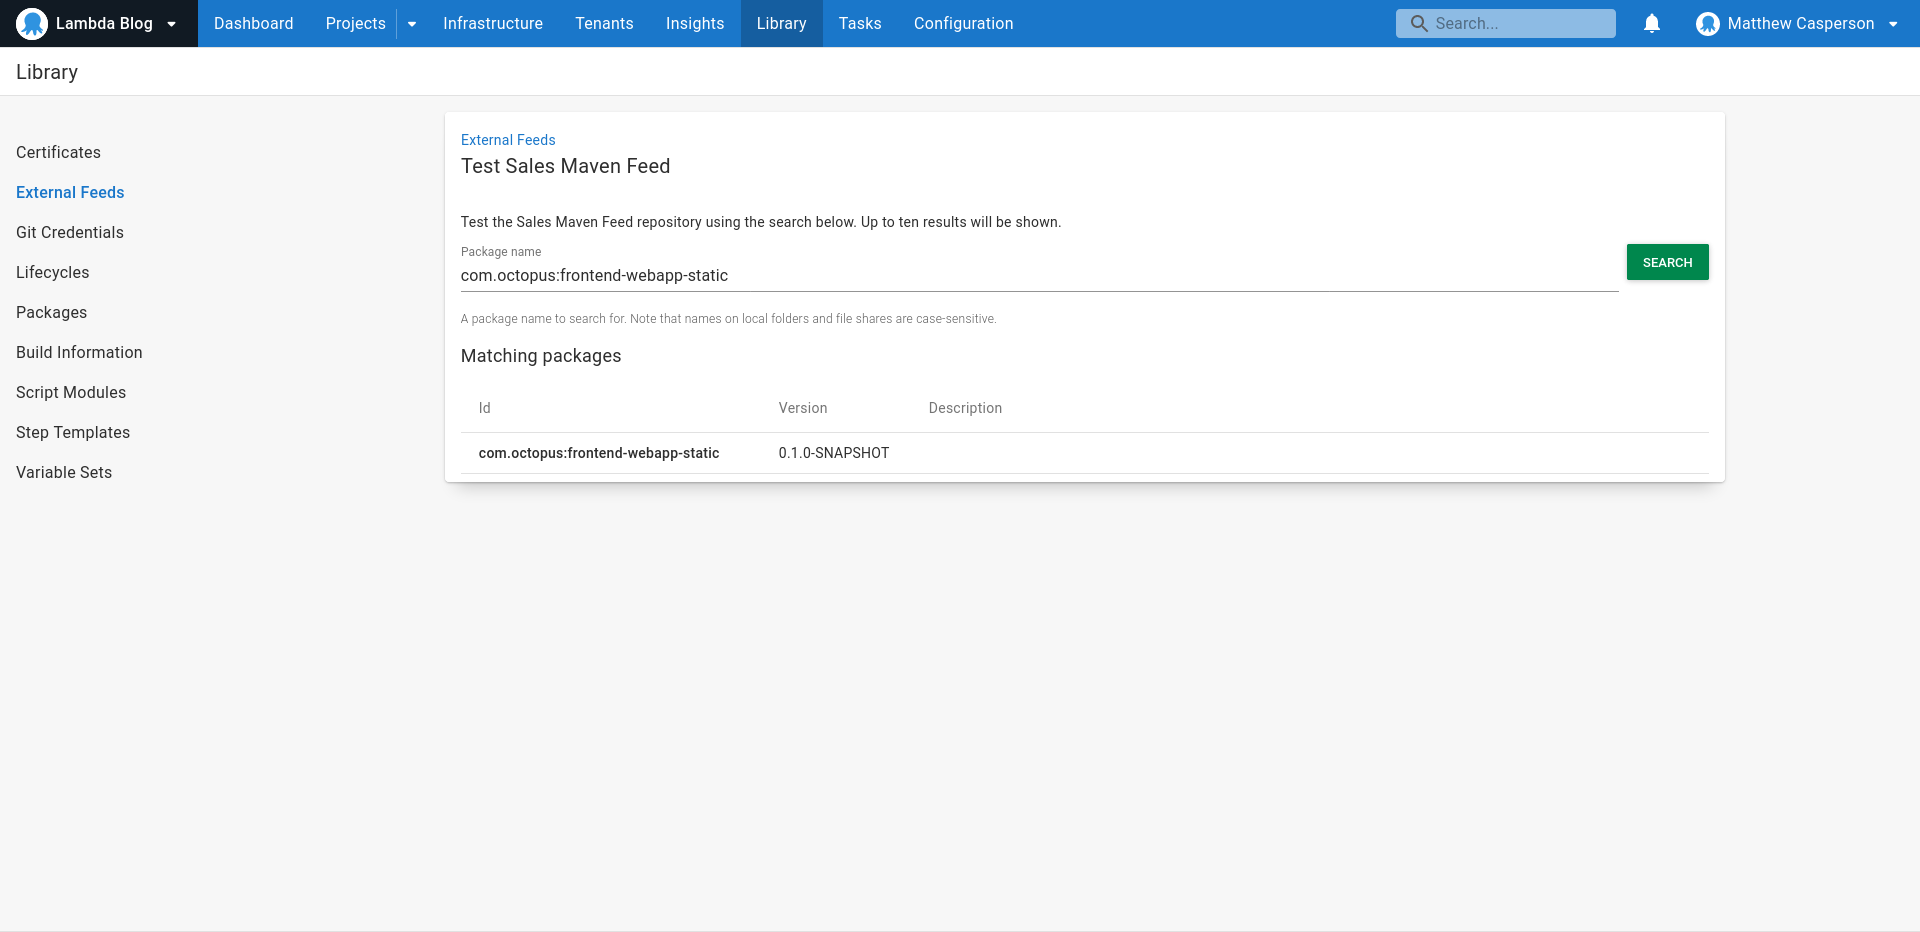 Lambda Blog Dashboard Projects Infrastructure Tenants Insights Library Tasks Configuration Search... Matthew Casperson
Library
Certificates
External Feeds
Git Credentials
Lifecycles
Packages
Build Information
Script Modules
Step Templates
Variable Sets
External Feeds
Test Sales Maven Feed
Test the Sales Maven Feed repository using the search below. Up to ten results will be shown.
Package name
com.octopus:frontend-webapp-static
SEARCH
A package name to search for. Note that names on local folders and file shares are case-sensitive.
Matching packages
Id Version Description
com.octopus:frontend-webapp-static 0.1.0-SNAPSHOT